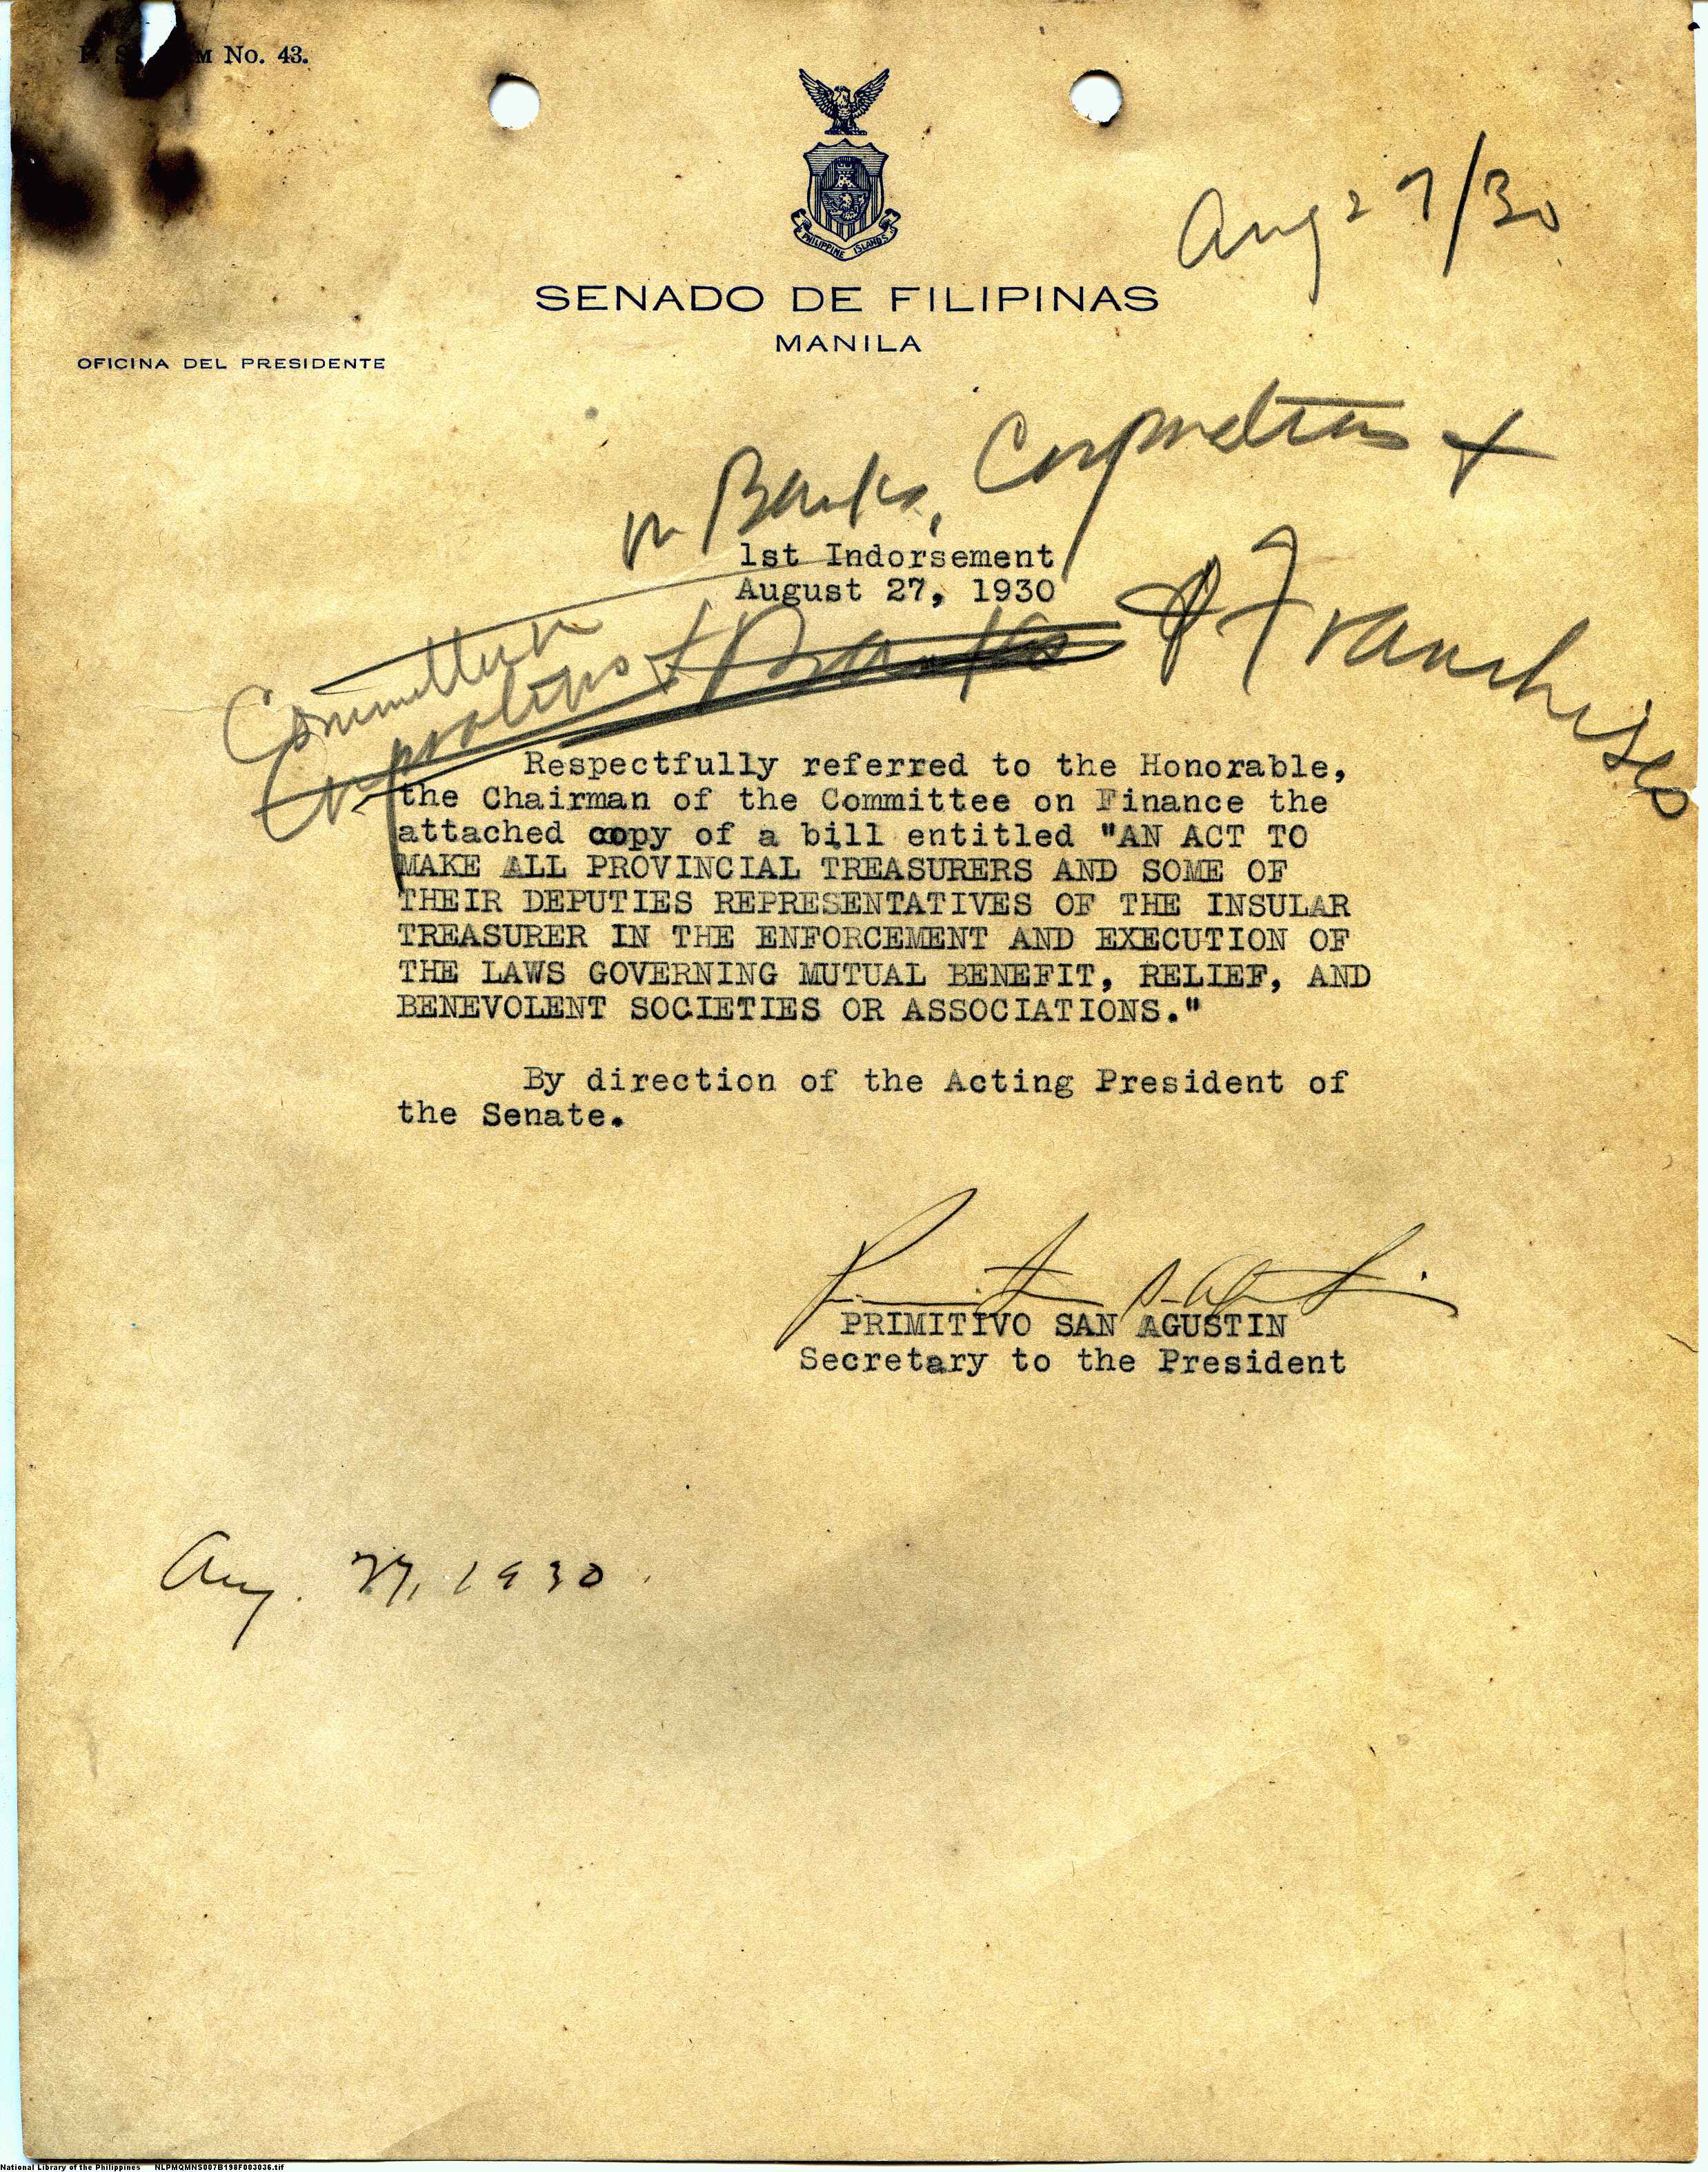 M No. 43.
PHILIPPINE ISLANDS
Aug 27/30
SENADO DE FILIPINAS
MANILA
OFICINA DEL PRESIDENTE
on Banks, Corporations &
1st Indorsement
August 27, 1930
Committee on
Corporations & Banks & Franchises
Respectfully referred to the Honorable,
the Chairman of the Committee on Finance the
attached copy of a bill entitled "AN ACT TO
MAKE ALL PROVINCIAL TREASURERS AND SOME OF
THEIR DEPUTIES REPRESENTATIVES OF THE INSULAR
TREASURER IN THE ENFORCEMENT AND EXECUTION OF
THE LAWS GOVERNING MUTUAL BENEFIT, RELIEF, AND
BENEVOLENT SOCIETIES OR ASSOCIATIONS."
By direction of the Acting President of
the Senate.
PRIMITIVO SAN AGUSTIN
Secretary to the President
Aug. 27, 1930
National Library of the Philippines NLPMQMNS007B198F003036.tif